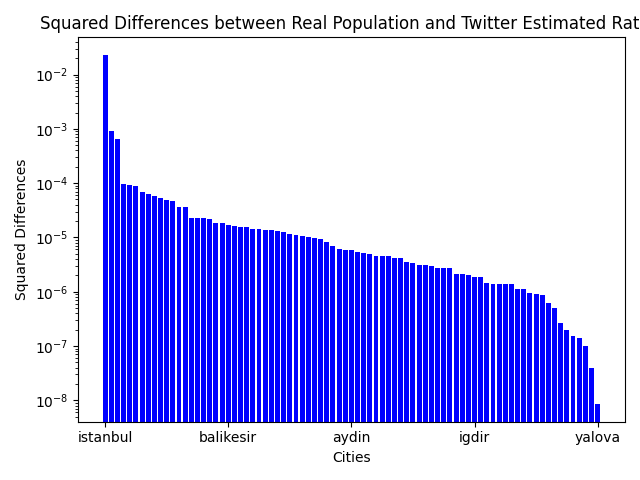 Squared Differences between Real Population and Twitter Estimated Rat
Squared Differences
10⁻²
10⁻³
10⁻⁴
10⁻⁵
10⁻⁶
10⁻⁷
10⁻⁸
istanbul balikesir aydin igdir yalova
Cities